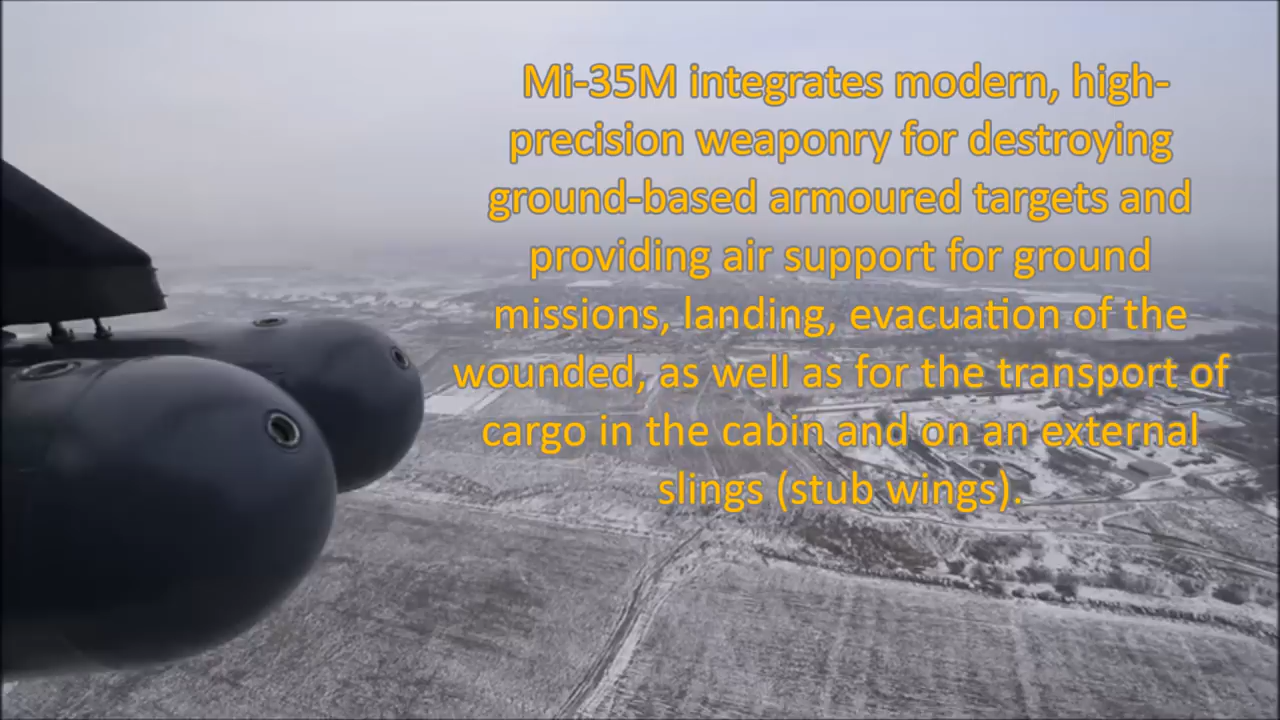 Mi-35M integrates modern, high-
precision weaponry for destroying
ground-based armoured targets and
providing air support for ground
missions, landing, evacuation of the
wounded, as well as for the transport of
cargo in the cabin and on an external
slings (stub wings).